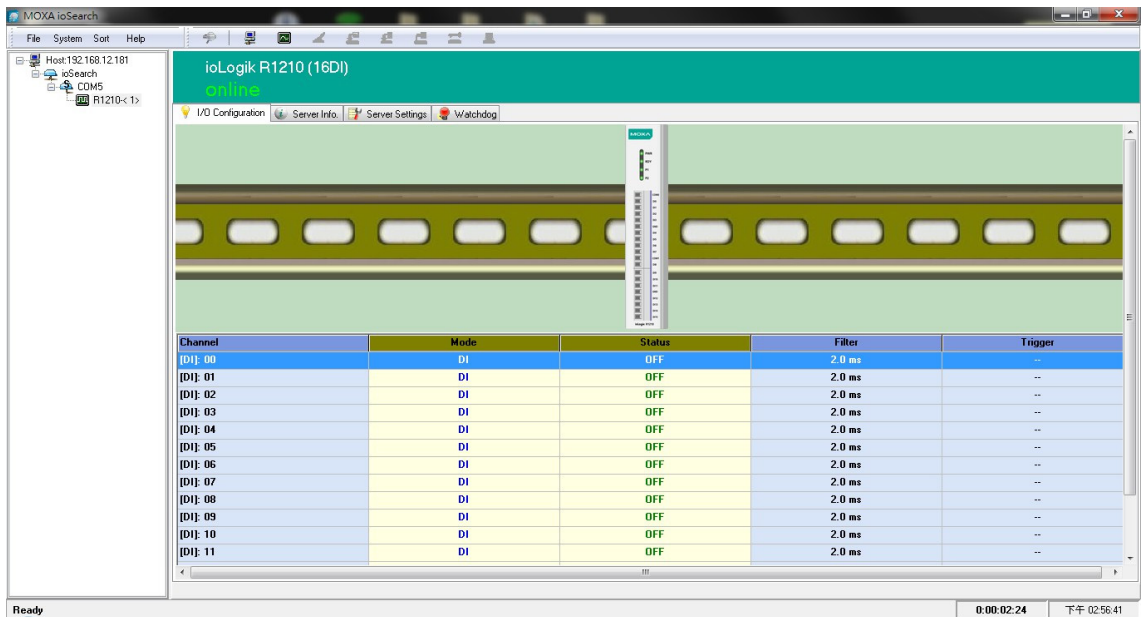 MOXA ioSearch
File System Sort Help
Host:192.168.12.181
ioSearch
COM5
R1210-< 1>
ioLogik R1210 (16DI)
online
I/O Configuration Server Info. Server Settings Watchdog
MOXA
Channel Mode Status Filter Trigger
[DI]: 00 DI OFF 2.0 ms --
[DI]: 01 DI OFF 2.0 ms --
[DI]: 02 DI OFF 2.0 ms --
[DI]: 03 DI OFF 2.0 ms --
[DI]: 04 DI OFF 2.0 ms --
[DI]: 05 DI OFF 2.0 ms --
[DI]: 06 DI OFF 2.0 ms --
[DI]: 07 DI OFF 2.0 ms --
[DI]: 08 DI OFF 2.0 ms --
[DI]: 09 DI OFF 2.0 ms --
[DI]: 10 DI OFF 2.0 ms --
[DI]: 11 DI OFF 2.0 ms --
Ready 0:00:02:24 下午 02:56:41